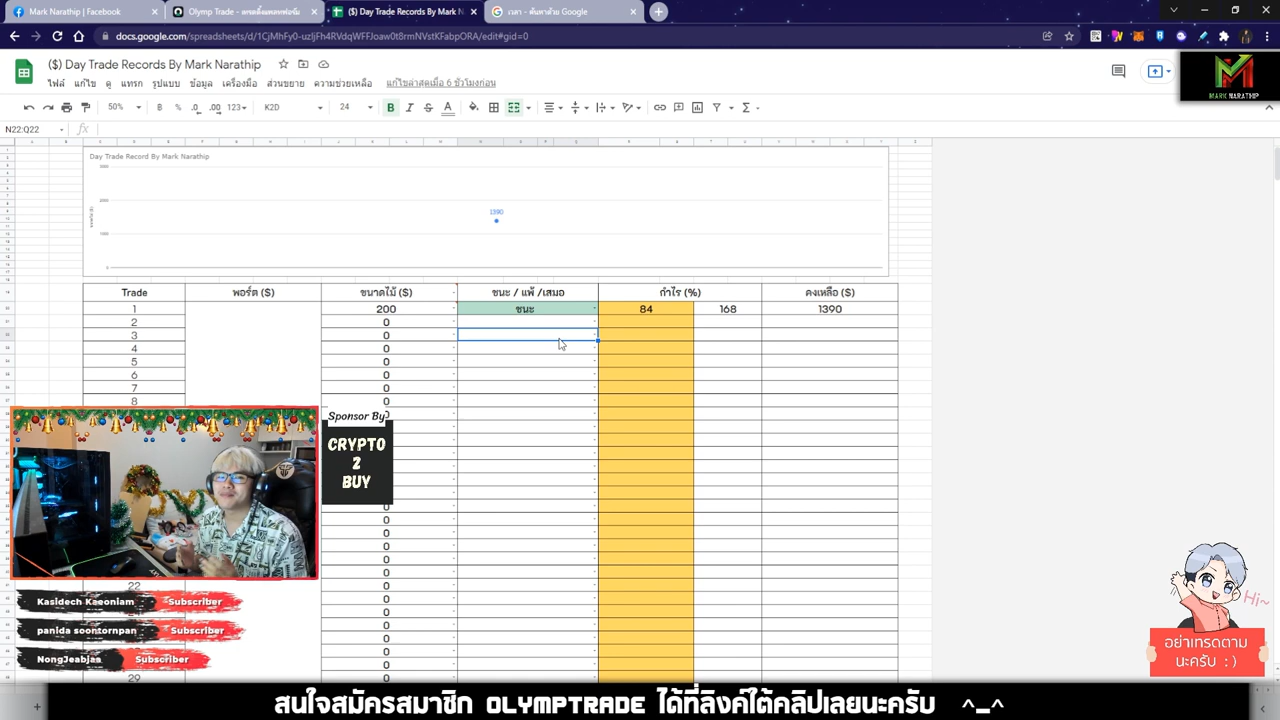 Mark Narathip | Facebook
Olymp Trade - แพลตฟอร์มเทรด
($) Day Trade Records By Mark N
เวลา - ค้นหาด้วย Google
docs.google.com/spreadsheets/d/1CjMhFy0-uzIjFh4RVdqWFFJoaw0t8rmNVstKFabpORA/edit#gid=0
($) Day Trade Records By Mark Narathip
ไฟล์ แก้ไข ดู แทรก รูปแบบ ข้อมูล เครื่องมือ ส่วนขยาย ความช่วยเหลือ แก้ไขล่าสุดเมื่อ 6 ชั่วโมงก่อน
MARK NARATHIP
50% B % .0 .00 123 K2D 24 B I S A Σ
N22:Q22 fx
Day Trade Record By Mark Narathip
3000
2000
1390
1000
0
Trade พอร์ต ($) ขนาดไม้ ($) ชนะ / แพ้ /เสมอ กำไร (%) คงเหลือ ($)
1 200 ชนะ 84 168 1390
2 0
3 0
4 0
5 0
6 0
7 0
8 0
Sponsor By
CRYPTO
2
BUY
0
0
0
0
0
22 0
Kasidech Kaeoniam Subscriber
0
0
panida soontornpan Subscriber
0
0
NongJeabjaa Subscriber
0
0
29 0
Hi~
อย่าเทรดตาม
นะครับ : )
สนใจสมัครสมาชิก OLYMPTRADE ได้ที่ลิงค์ใต้คลิปเลยนะครับ ^_^